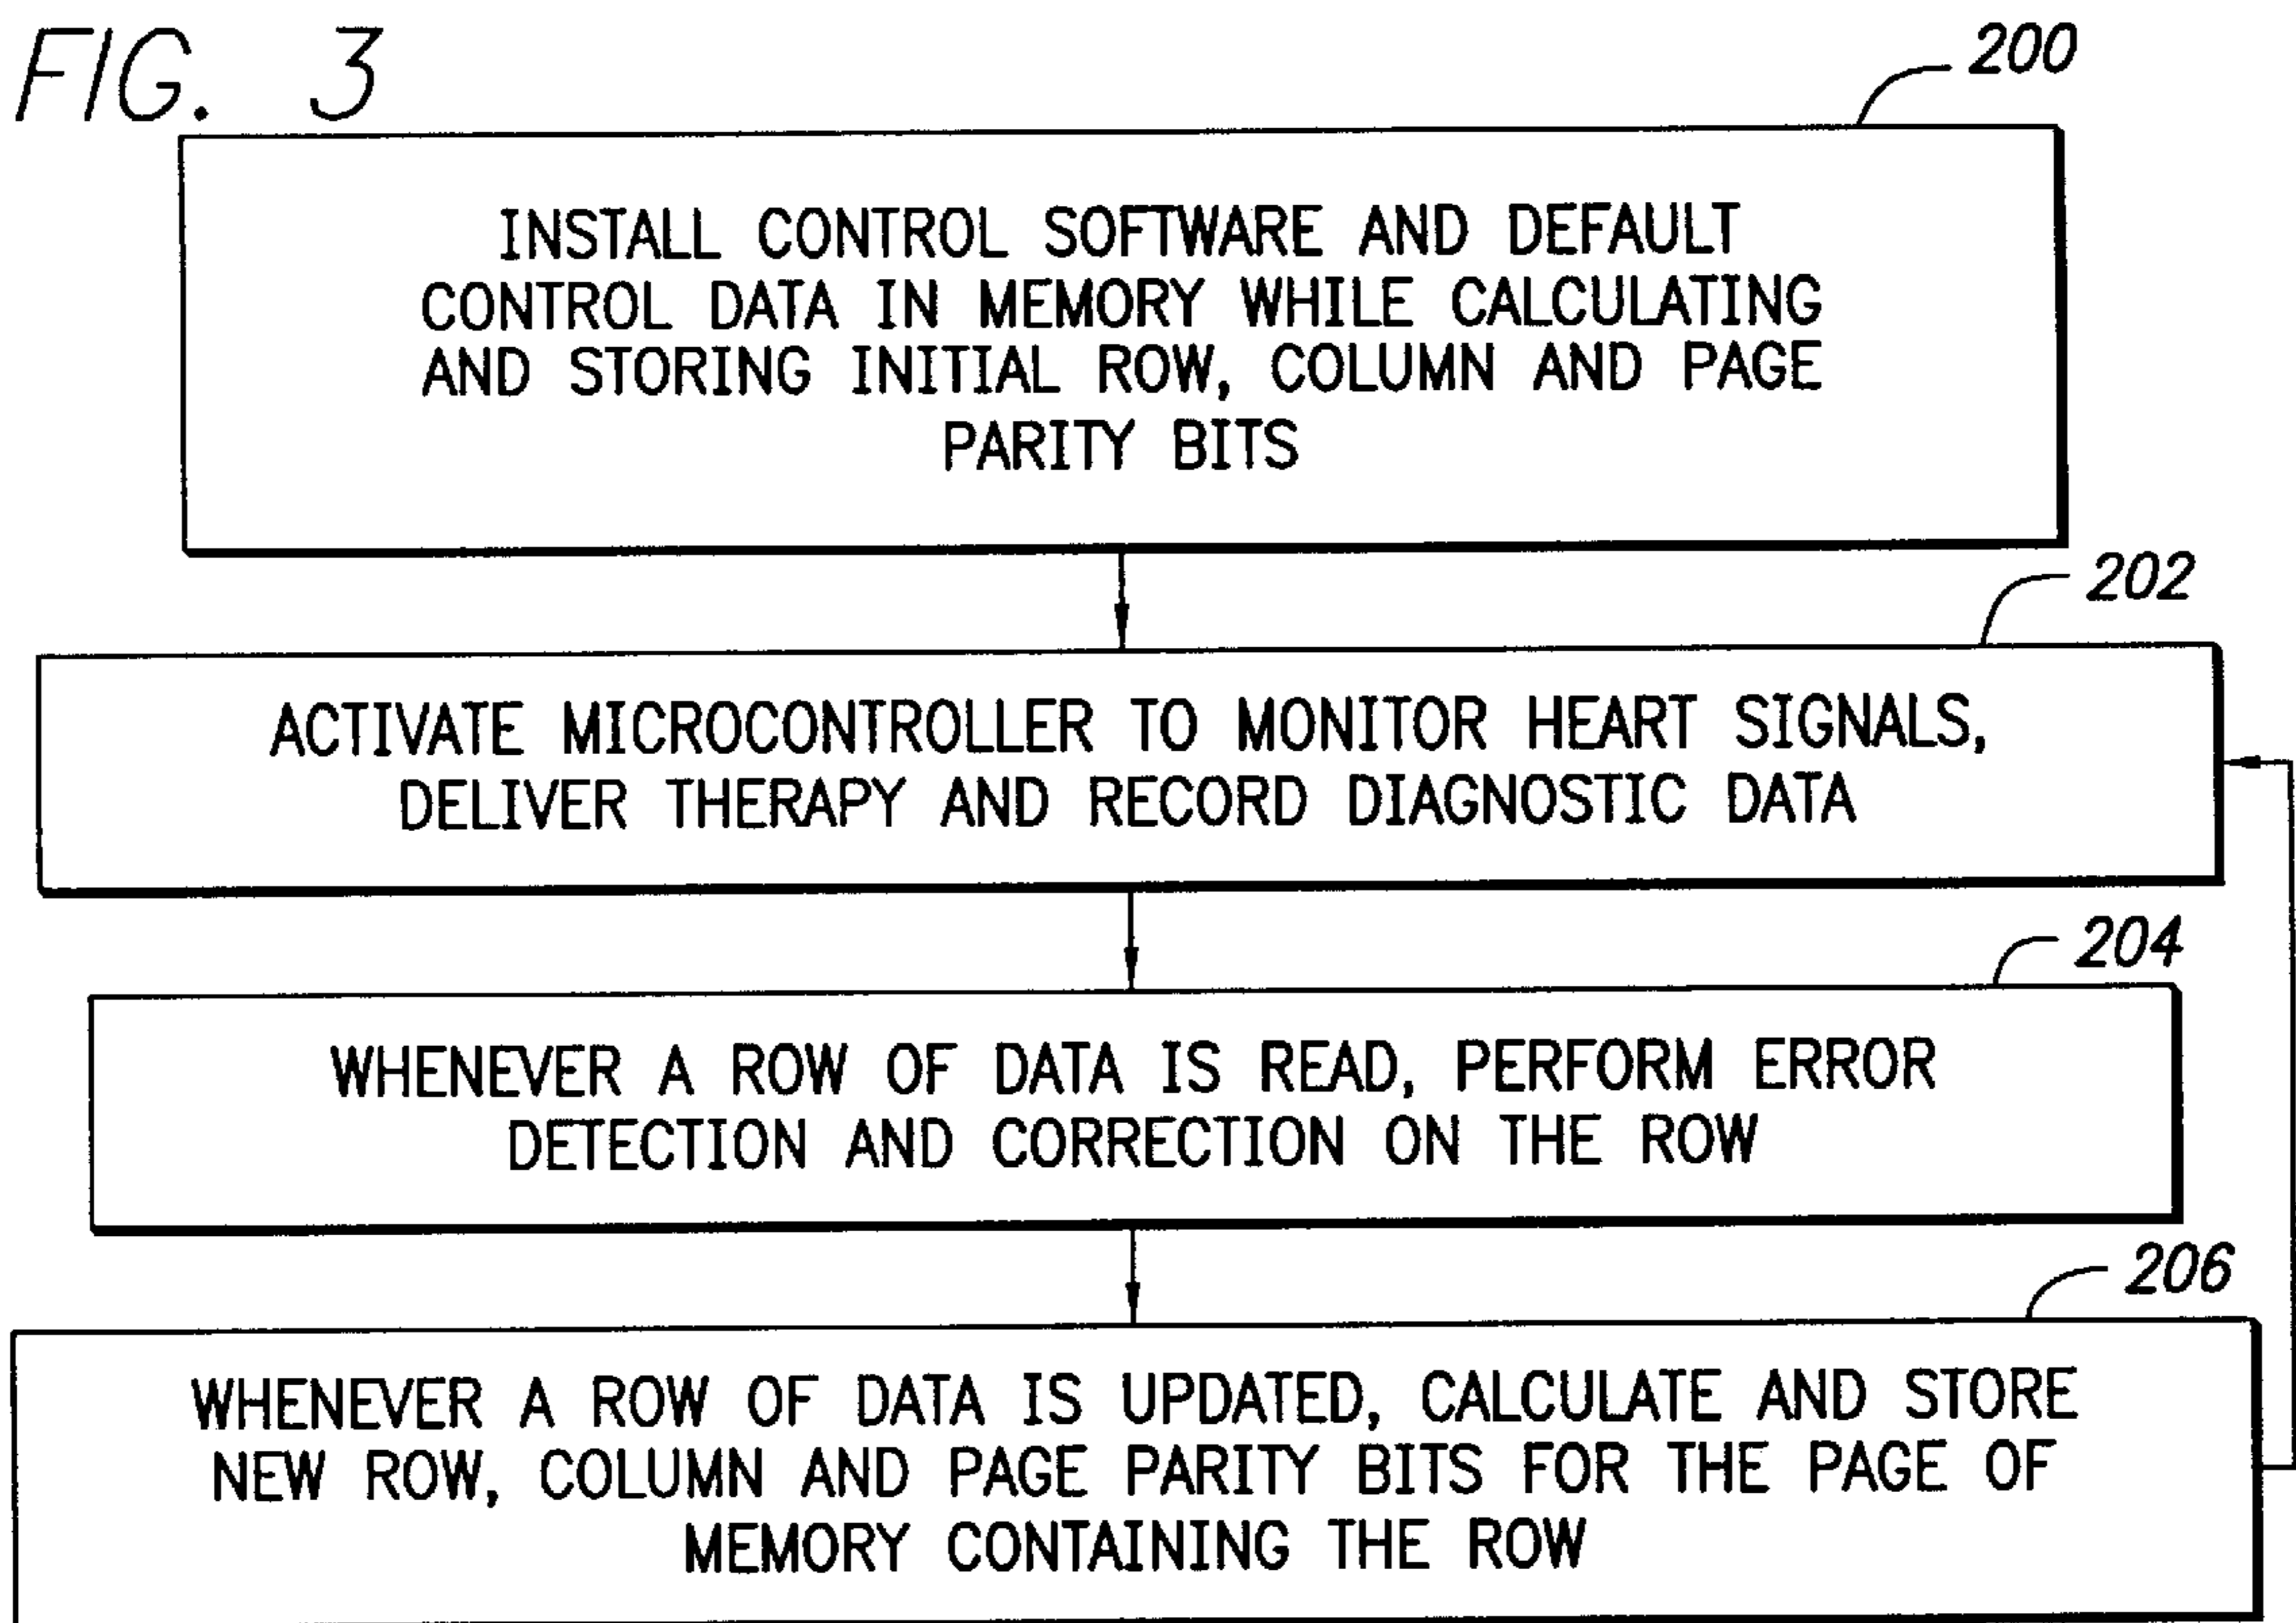 FIG. 3
200
INSTALL CONTROL SOFTWARE AND DEFAULT
CONTROL DATA IN MEMORY WHILE CALCULATING
AND STORING INITIAL ROW, COLUMN AND PAGE
PARITY BITS
202
ACTIVATE MICROCONTROLLER TO MONITOR HEART SIGNALS,
DELIVER THERAPY AND RECORD DIAGNOSTIC DATA
204
WHENEVER A ROW OF DATA IS READ, PERFORM ERROR
DETECTION AND CORRECTION ON THE ROW
206
WHENEVER A ROW OF DATA IS UPDATED, CALCULATE AND STORE
NEW ROW, COLUMN AND PAGE PARITY BITS FOR THE PAGE OF
MEMORY CONTAINING THE ROW